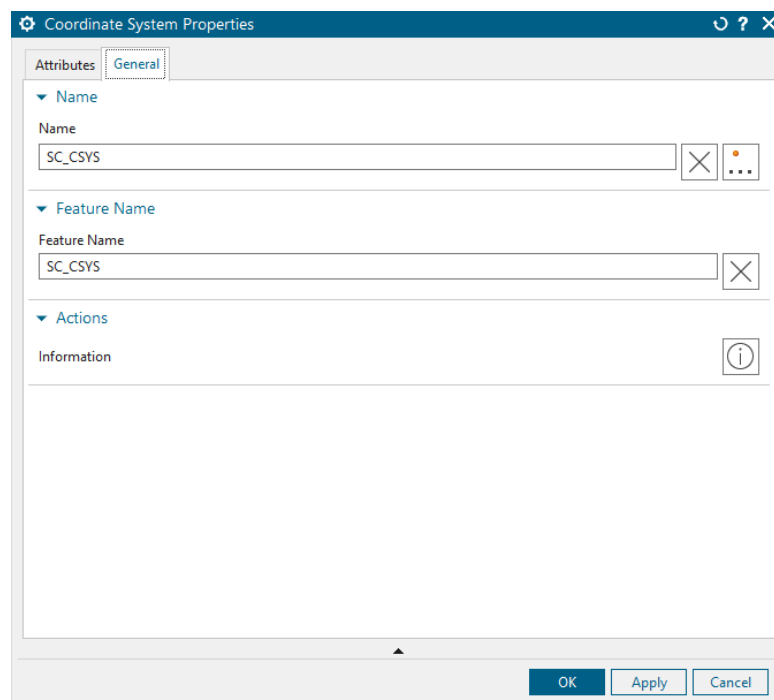 Coordinate System Properties
Attributes
General
Name
Name
SC_CSYS
Feature Name
Feature Name
SC_CSYS
Actions
Information
OK
Apply
Cancel